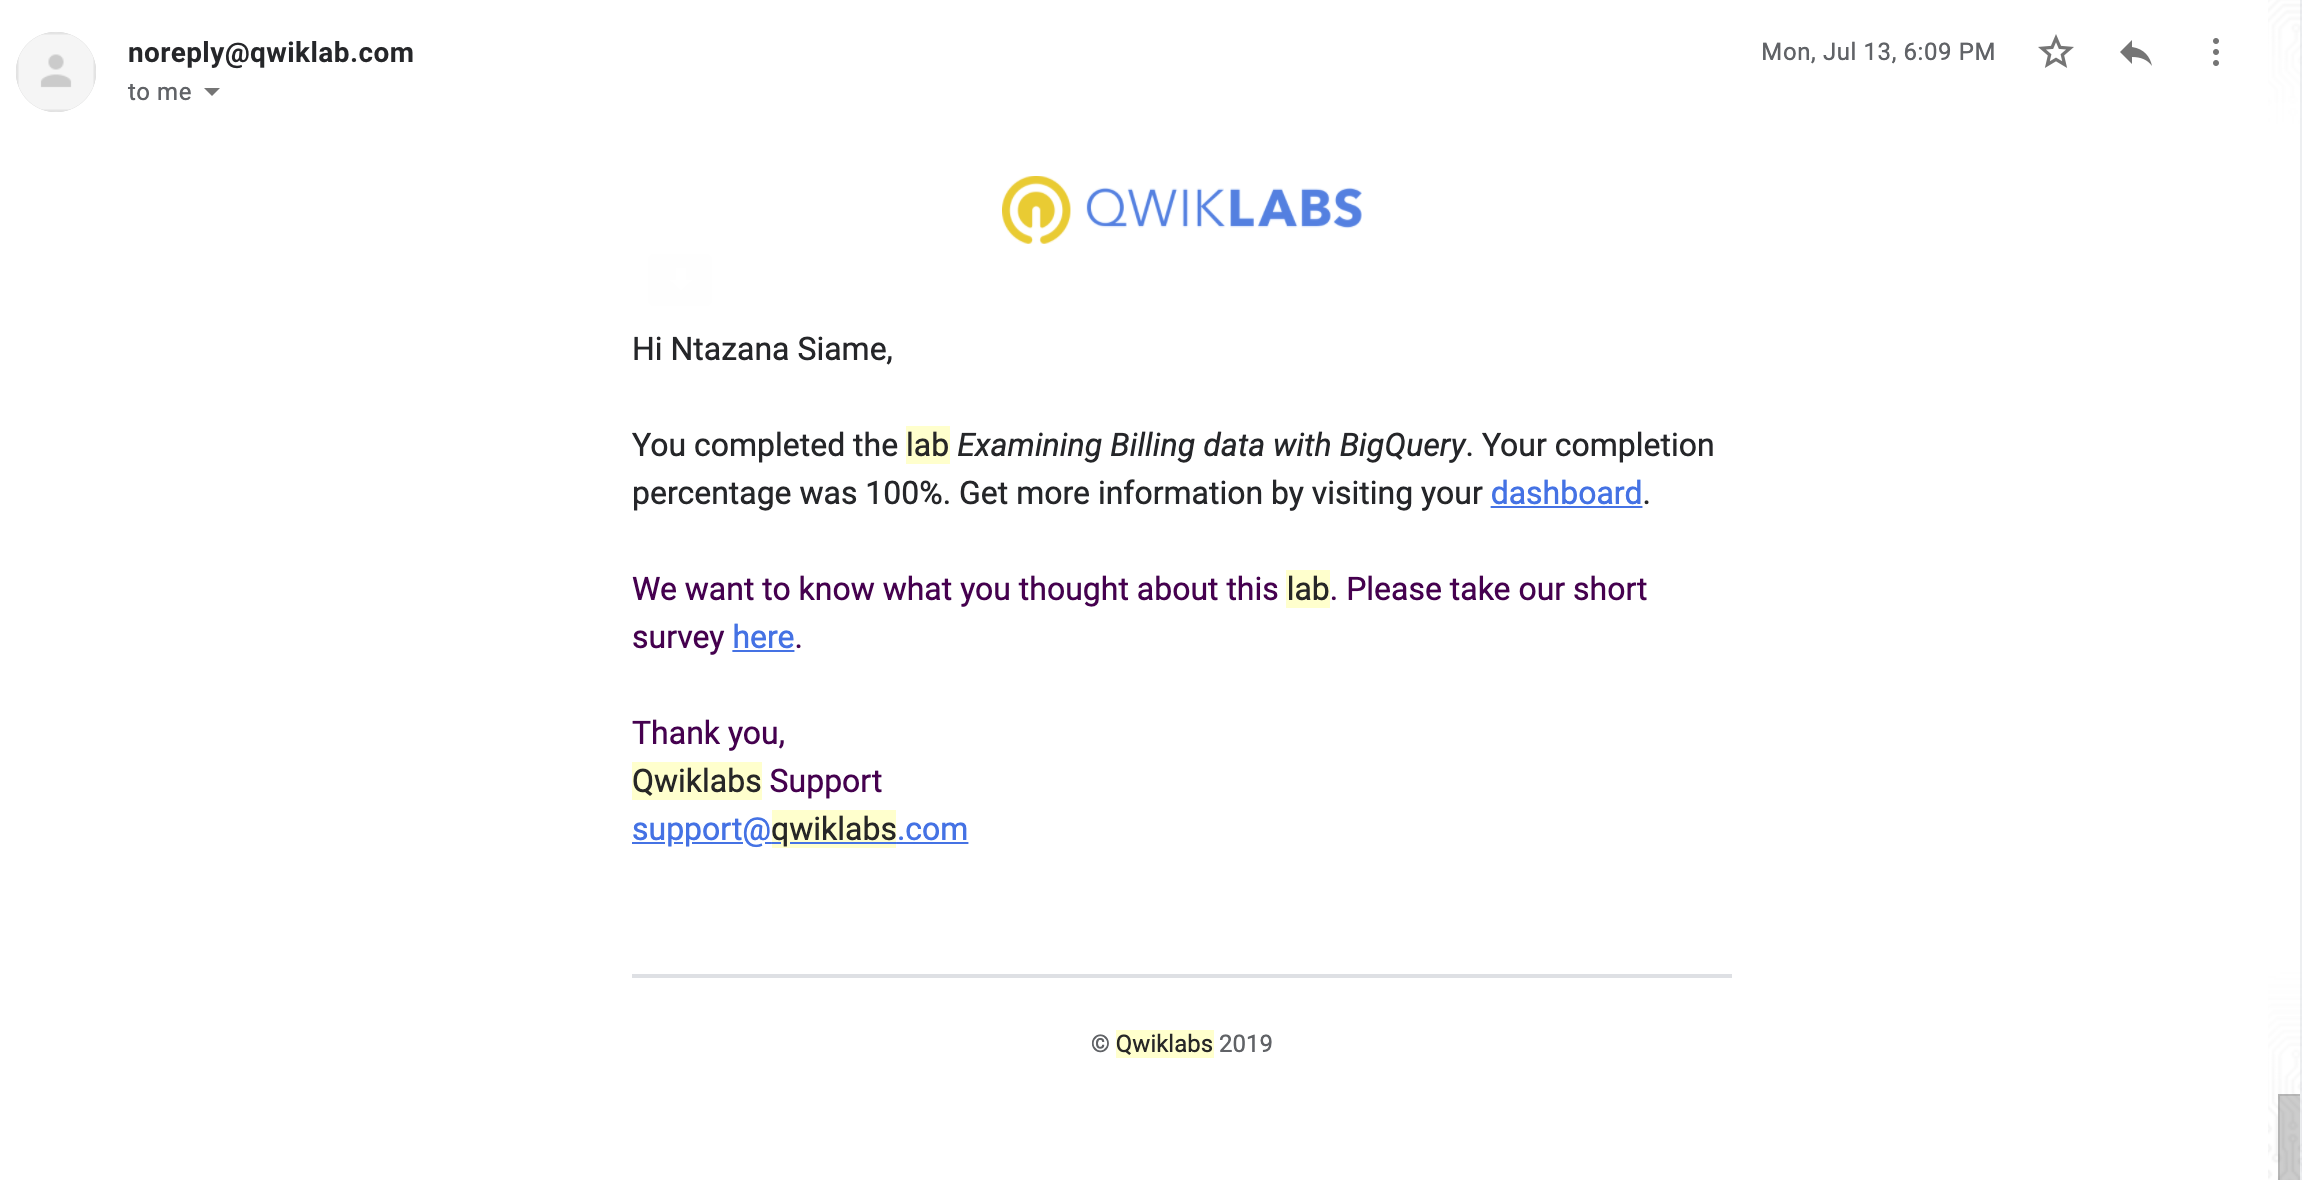 noreply@qwiklab.com
Mon, Jul 13, 6:09 PM
to me
QWIKLABS
Hi Ntazana Siame,
You completed the lab Examining Billing data with BigQuery. Your completion
percentage was 100%. Get more information by visiting your dashboard.
We want to know what you thought about this lab. Please take our short
survey here.
Thank you,
Qwiklabs Support
support@qwiklabs.com
© Qwiklabs 2019